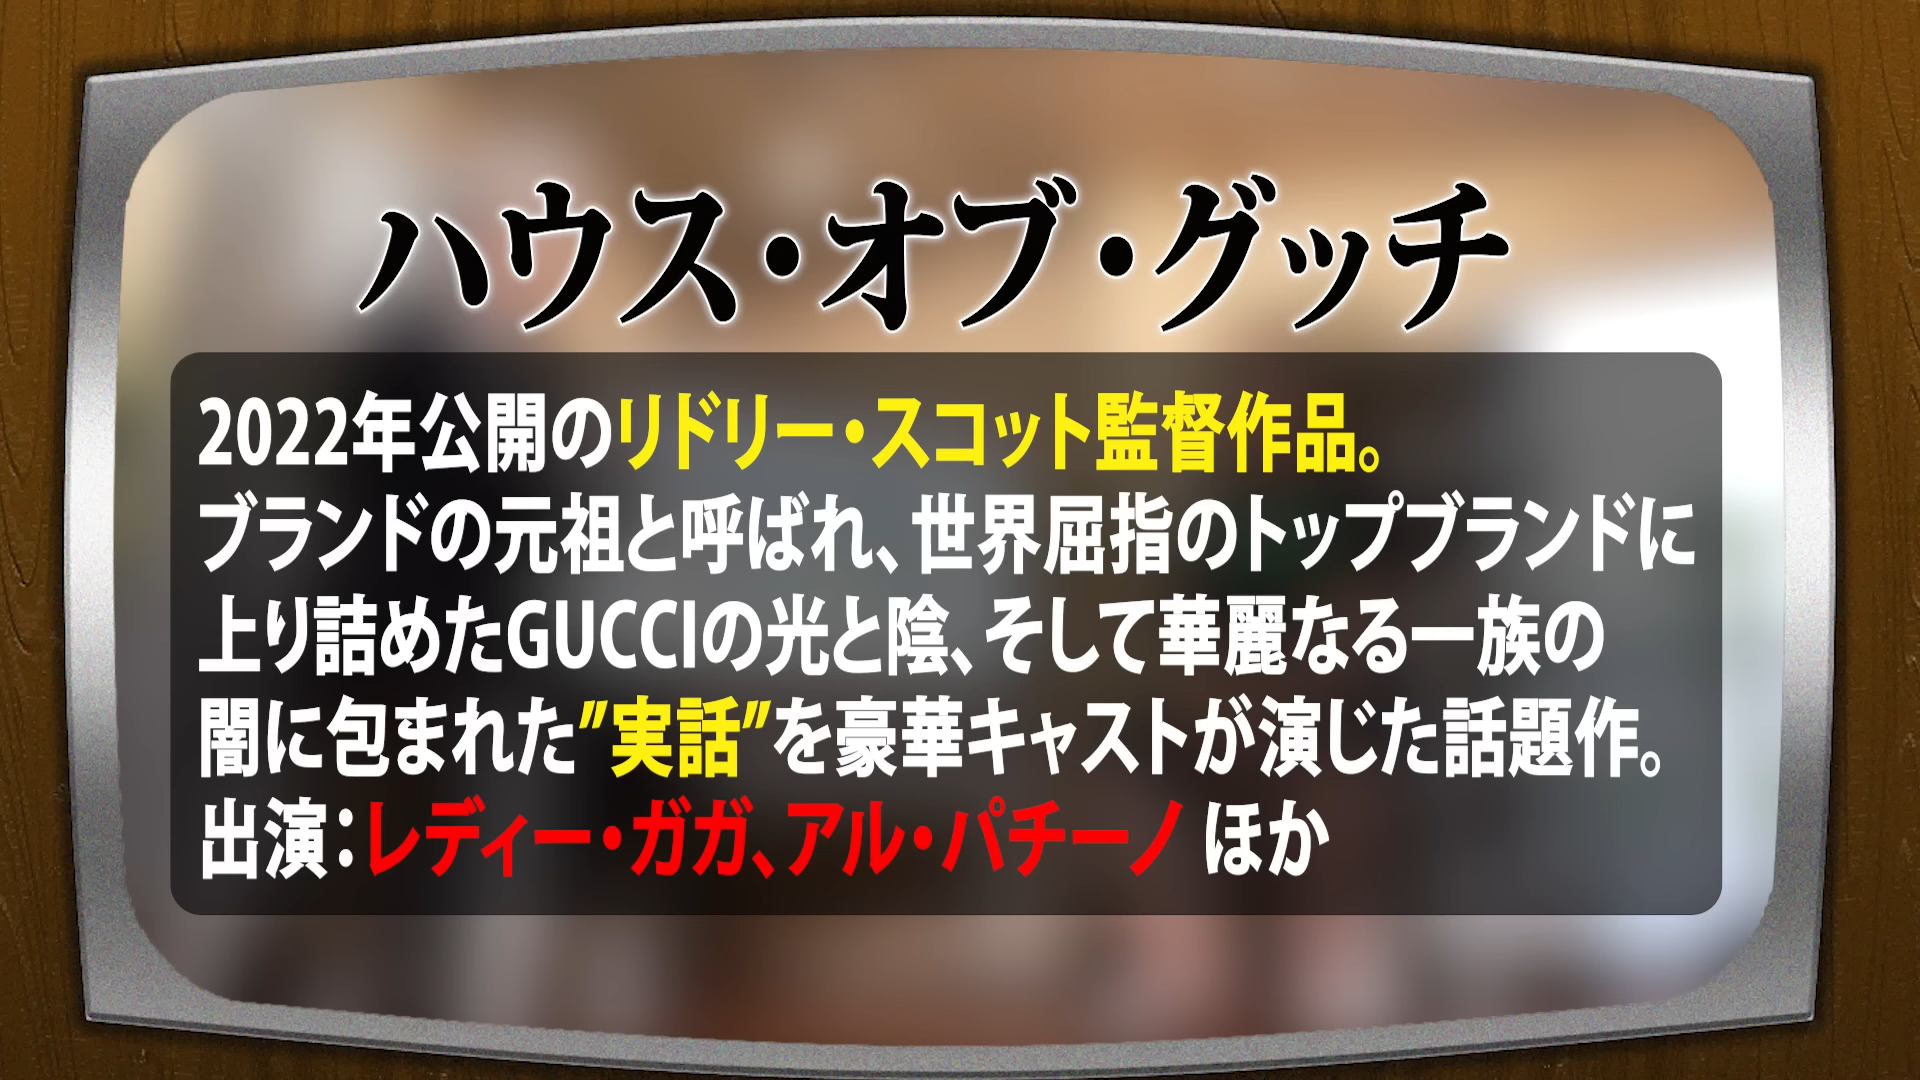 ハウス・オブ・グッチ
2022年公開のリドリー・スコット監督作品。
ブランドの元祖と呼ばれ、世界屈指のトップブランドに
上り詰めたGUCCIの光と陰、そして華麗なる一族の
闇に包まれた"実話"を豪華キャストが演じた話題作。
出演：レディー・ガガ、アル・パチーノ ほか